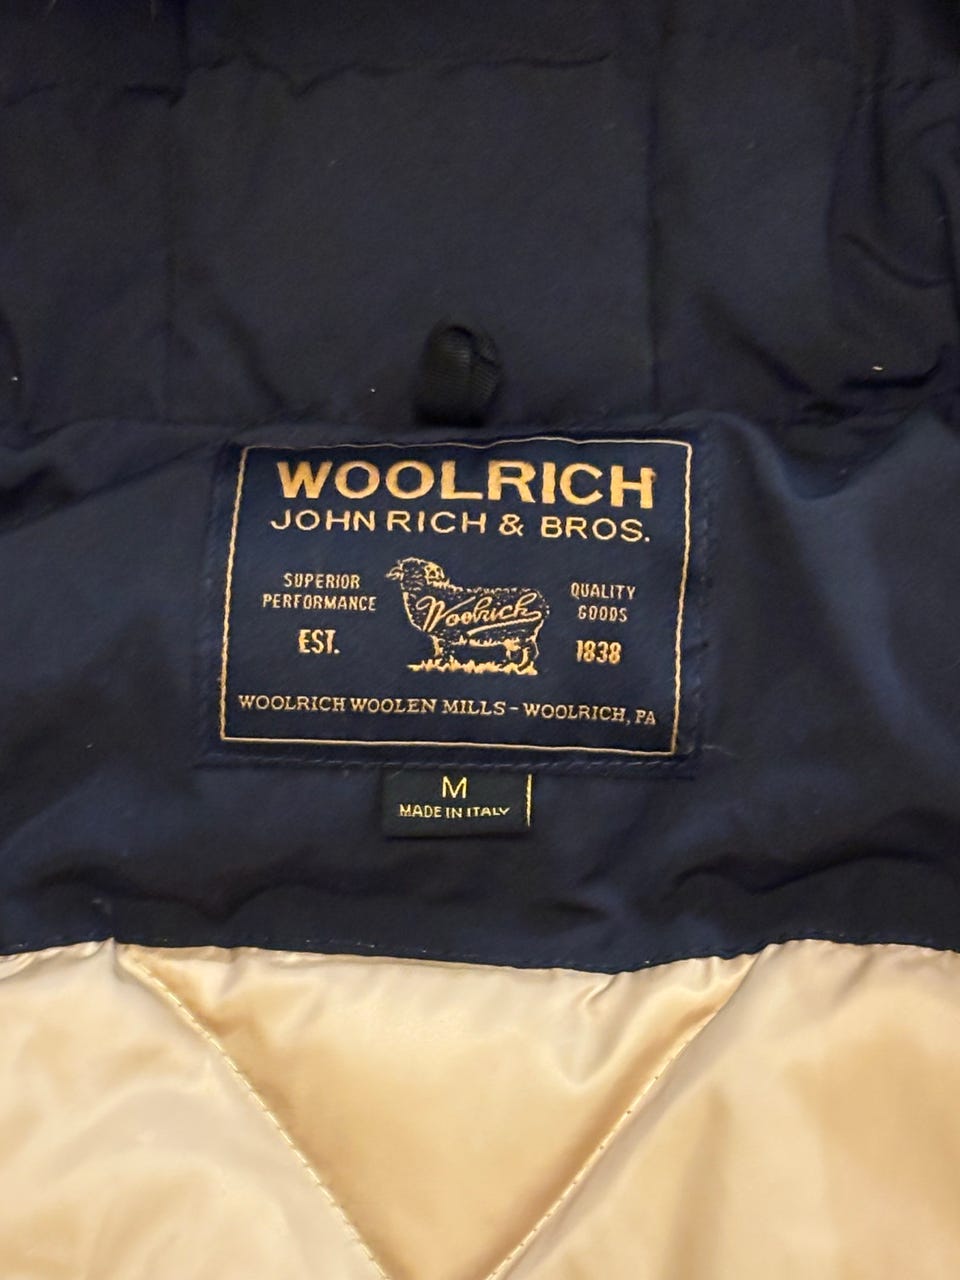 WOOLRICH
JOHN RICH & BROS.
SUPERIOR
PERFORMANCE
EST.
Woolrich
QUALITY
GOODS
1838
WOOLRICH WOOLEN MILLS - WOOLRICH, PA
M
MADE IN ITALY